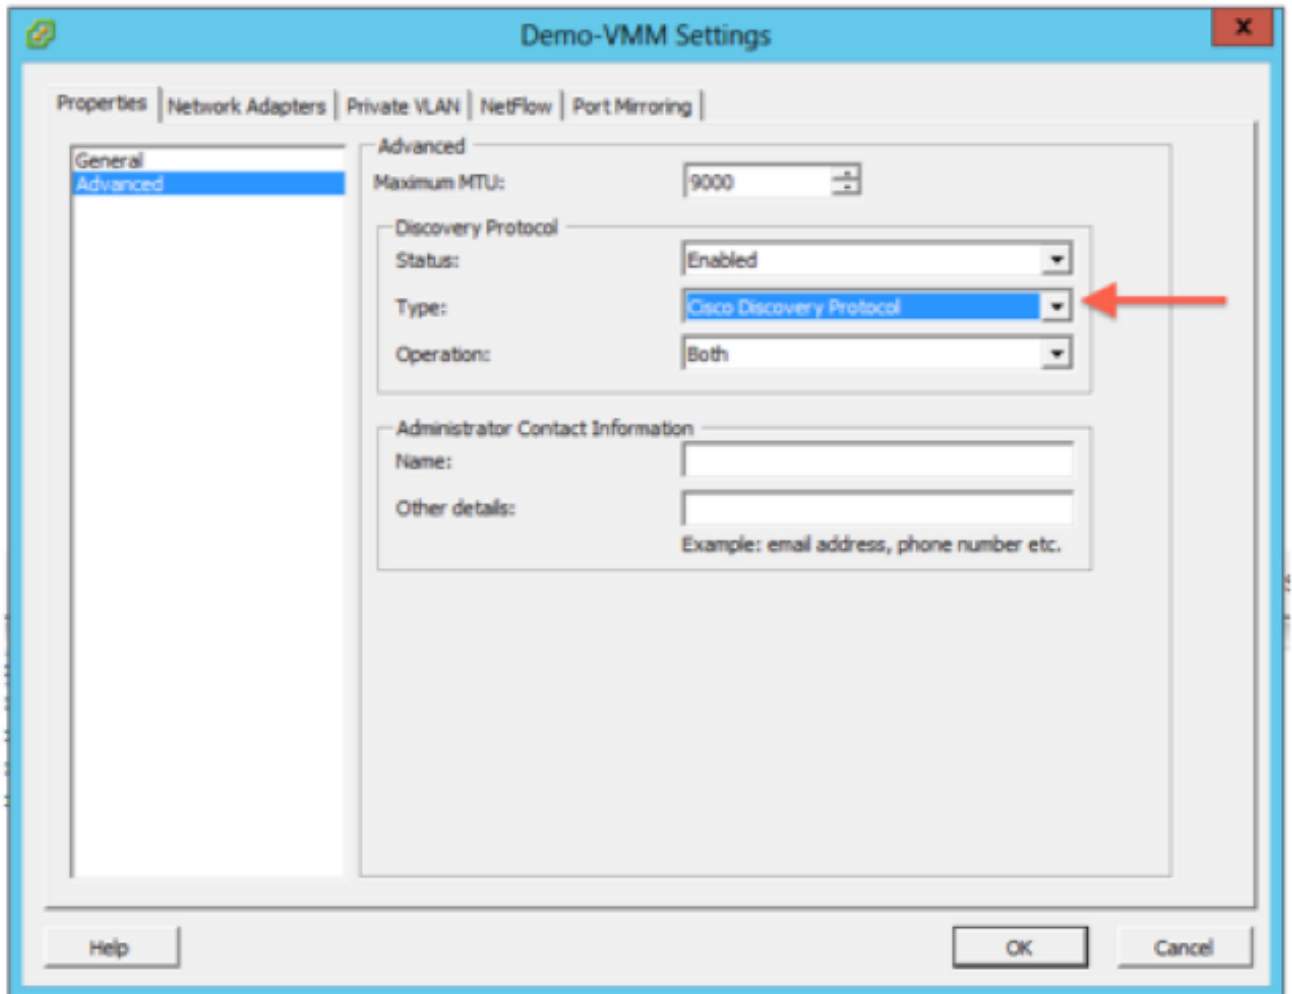 Demo-VMM Settings
x
Properties Network Adapters Private VLAN NetFlow Port Mirroring
General
Advanced
Advanced
Maximum MTU: 9000
Discovery Protocol
Status: Enabled
Type: Cisco Discovery Protocol
Operation: Both
Administrator Contact Information
Name:
Other details:
Example: email address, phone number etc.
Help OK Cancel